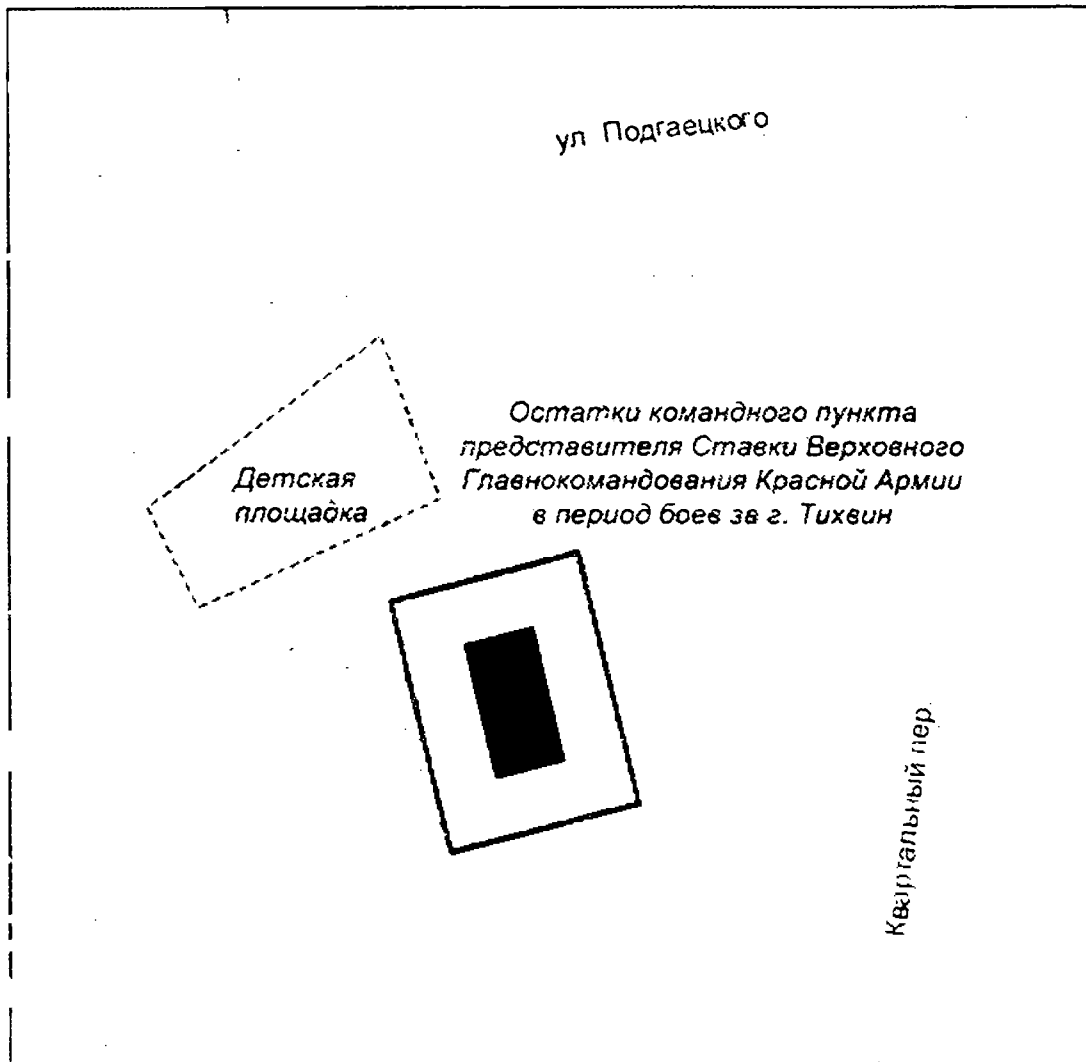 ул Подгаецкого
Остатки командного пункта
представителя Ставки Верховного
Главнокомандования Красной Армии
в период боев за г. Тихвин
Детская
площадка
Квартальный пер.